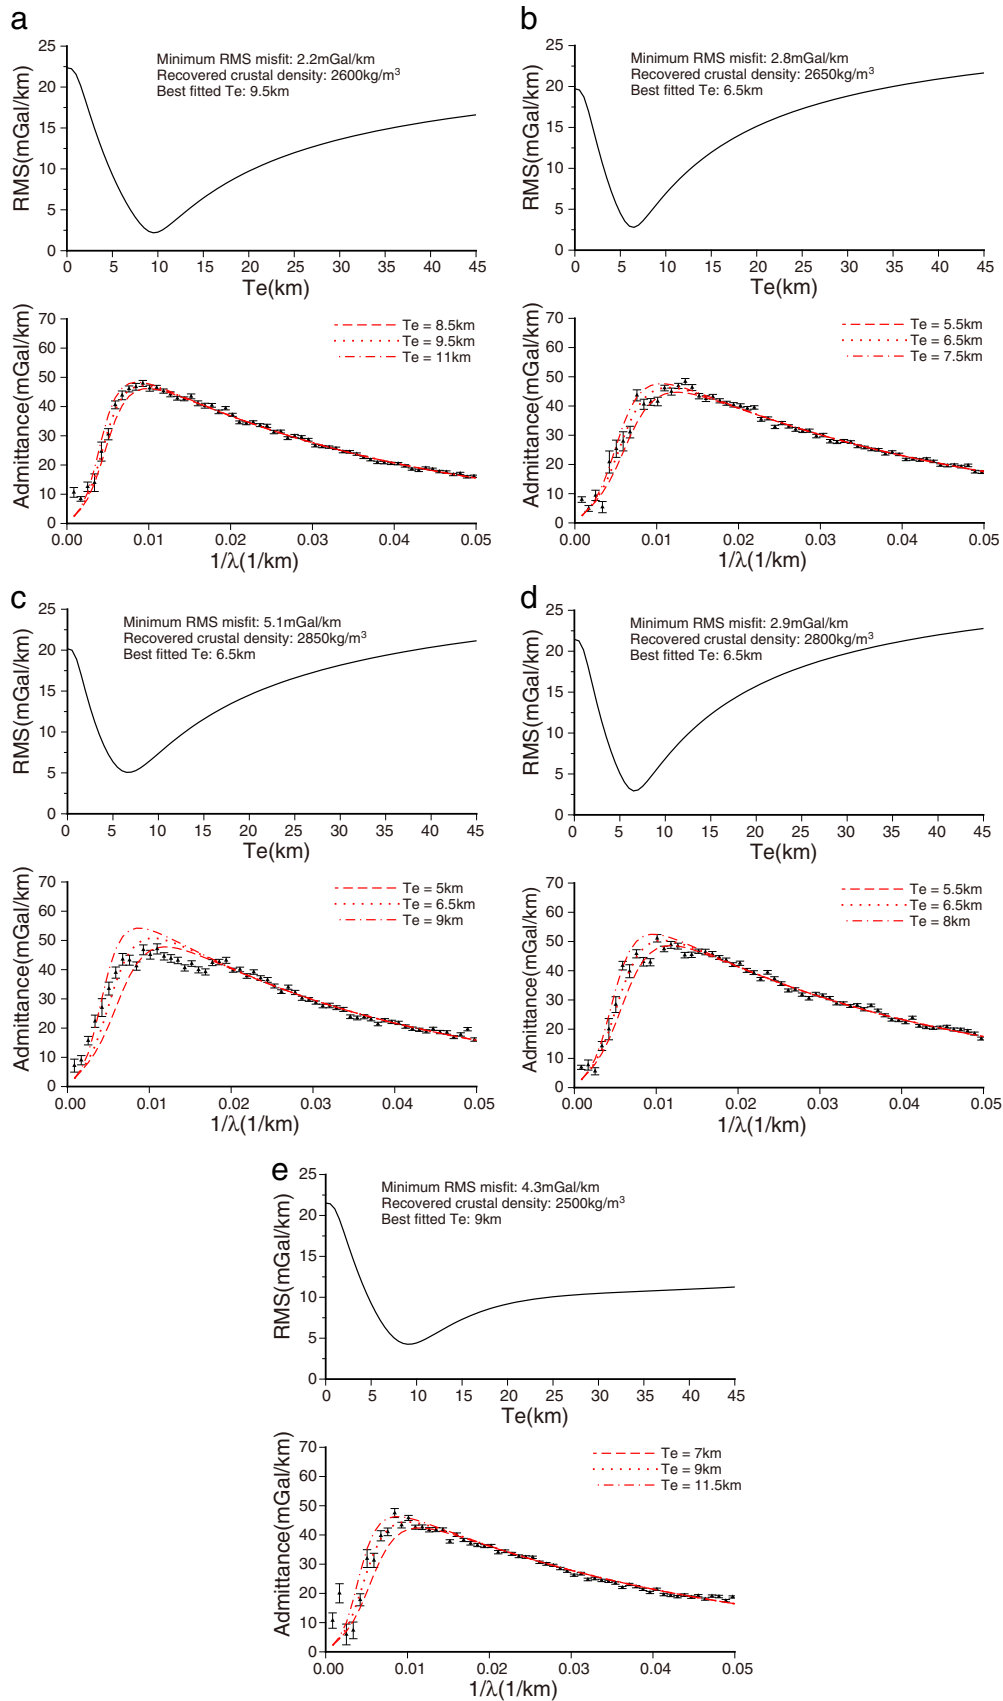 a
25
20
15
10
5
0
RMS(mGal/km)
Minimum RMS misfit: 2.2mGal/km
Recovered crustal density: 2600kg/m³
Best fitted Te: 9.5km
0 5 10 15 20 25 30 35 40 45
Te(km)
70
60
50
40
30
20
10
0
Admittance(mGal/km)
Te = 8.5km
Te = 9.5km
Te = 11km
0.00 0.01 0.02 0.03 0.04 0.05
1/λ(1/km)
b
25
20
15
10
5
0
RMS(mGal/km)
Minimum RMS misfit: 2.8mGal/km
Recovered crustal density: 2650kg/m³
Best fitted Te: 6.5km
0 5 10 15 20 25 30 35 40 45
Te(km)
70
60
50
40
30
20
10
0
Admittance(mGal/km)
Te = 5.5km
Te = 6.5km
Te = 7.5km
0.00 0.01 0.02 0.03 0.04 0.05
1/λ(1/km)
c
25
20
15
10
5
0
RMS(mGal/km)
Minimum RMS misfit: 5.1mGal/km
Recovered crustal density: 2850kg/m³
Best fitted Te: 6.5km
0 5 10 15 20 25 30 35 40 45
Te(km)
70
60
50
40
30
20
10
0
Admittance(mGal/km)
Te = 5km
Te = 6.5km
Te = 9km
0.00 0.01 0.02 0.03 0.04 0.05
1/λ(1/km)
d
25
20
15
10
5
0
RMS(mGal/km)
Minimum RMS misfit: 2.9mGal/km
Recovered crustal density: 2800kg/m³
Best fitted Te: 6.5km
0 5 10 15 20 25 30 35 40 45
Te(km)
70
60
50
40
30
20
10
0
Admittance(mGal/km)
Te = 5.5km
Te = 6.5km
Te = 8km
0.00 0.01 0.02 0.03 0.04 0.05
1/λ(1/km)
e
25
20
15
10
5
0
RMS(mGal/km)
Minimum RMS misfit: 4.3mGal/km
Recovered crustal density: 2500kg/m³
Best fitted Te: 9km
0 5 10 15 20 25 30 35 40 45
Te(km)
70
60
50
40
30
20
10
0
Admittance(mGal/km)
Te = 7km
Te = 9km
Te = 11.5km
0.00 0.01 0.02 0.03 0.04 0.05
1/λ(1/km)